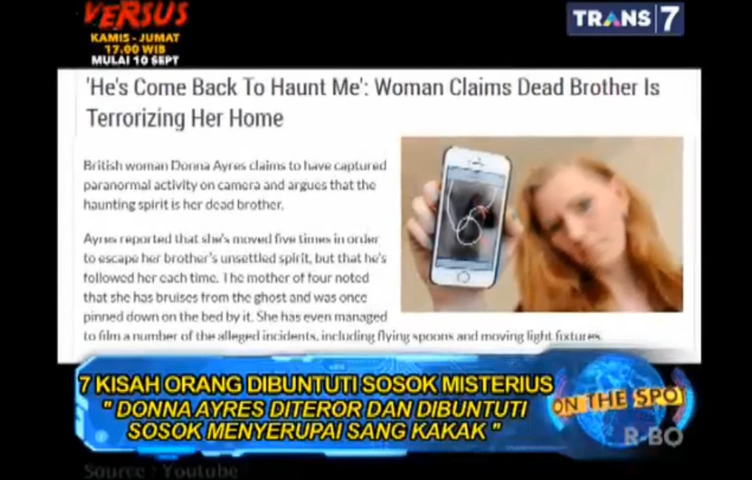 VERSUS
KAMIS - JUMAT
17.00 WIB
MULAI 10 SEPT
TRANS|7
'He's Come Back To Haunt Me': Woman Claims Dead Brother Is
Terrorizing Her Home
British woman Donna Ayres claims to have captured
paranormal activity on camera and argues that the
haunting spirit is her dead brother.
Ayres reported that she's moved five times in order
to escape her brother's unsettled spirit, but that he's
followed her each time. The mother of four noted
that she has bruises from the ghost and was once
pinned down on the bed by it. She has even managed
to film a number of the alleged incidents, including flying spoons and moving light fixtures.
7 KISAH ORANG DIBUNTUTI SOSOK MISTERIUS
" DONNA AYRES DITEROR DAN DIBUNTUTI
SOSOK MENYERUPAI SANG KAKAK "
ON THE SPOT
R-BO
Source : Youtube